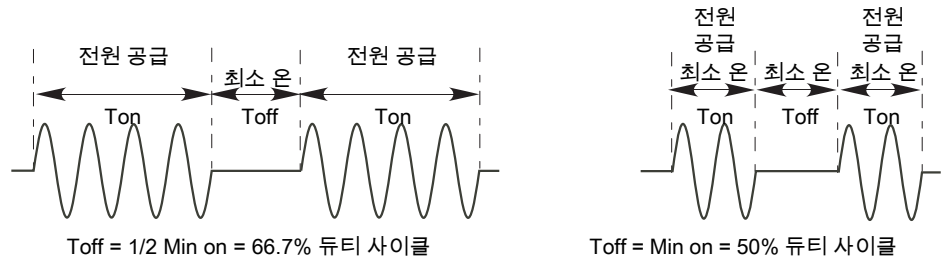 전원 공급
최소 온
전원 공급
Ton
Toff
Ton
Toff = 1/2 Min on = 66.7% 듀티 사이클
전원
공급
전원
공급
최소 온
최소 온
최소 온
Ton
Toff
Ton
Toff = Min on = 50% 듀티 사이클